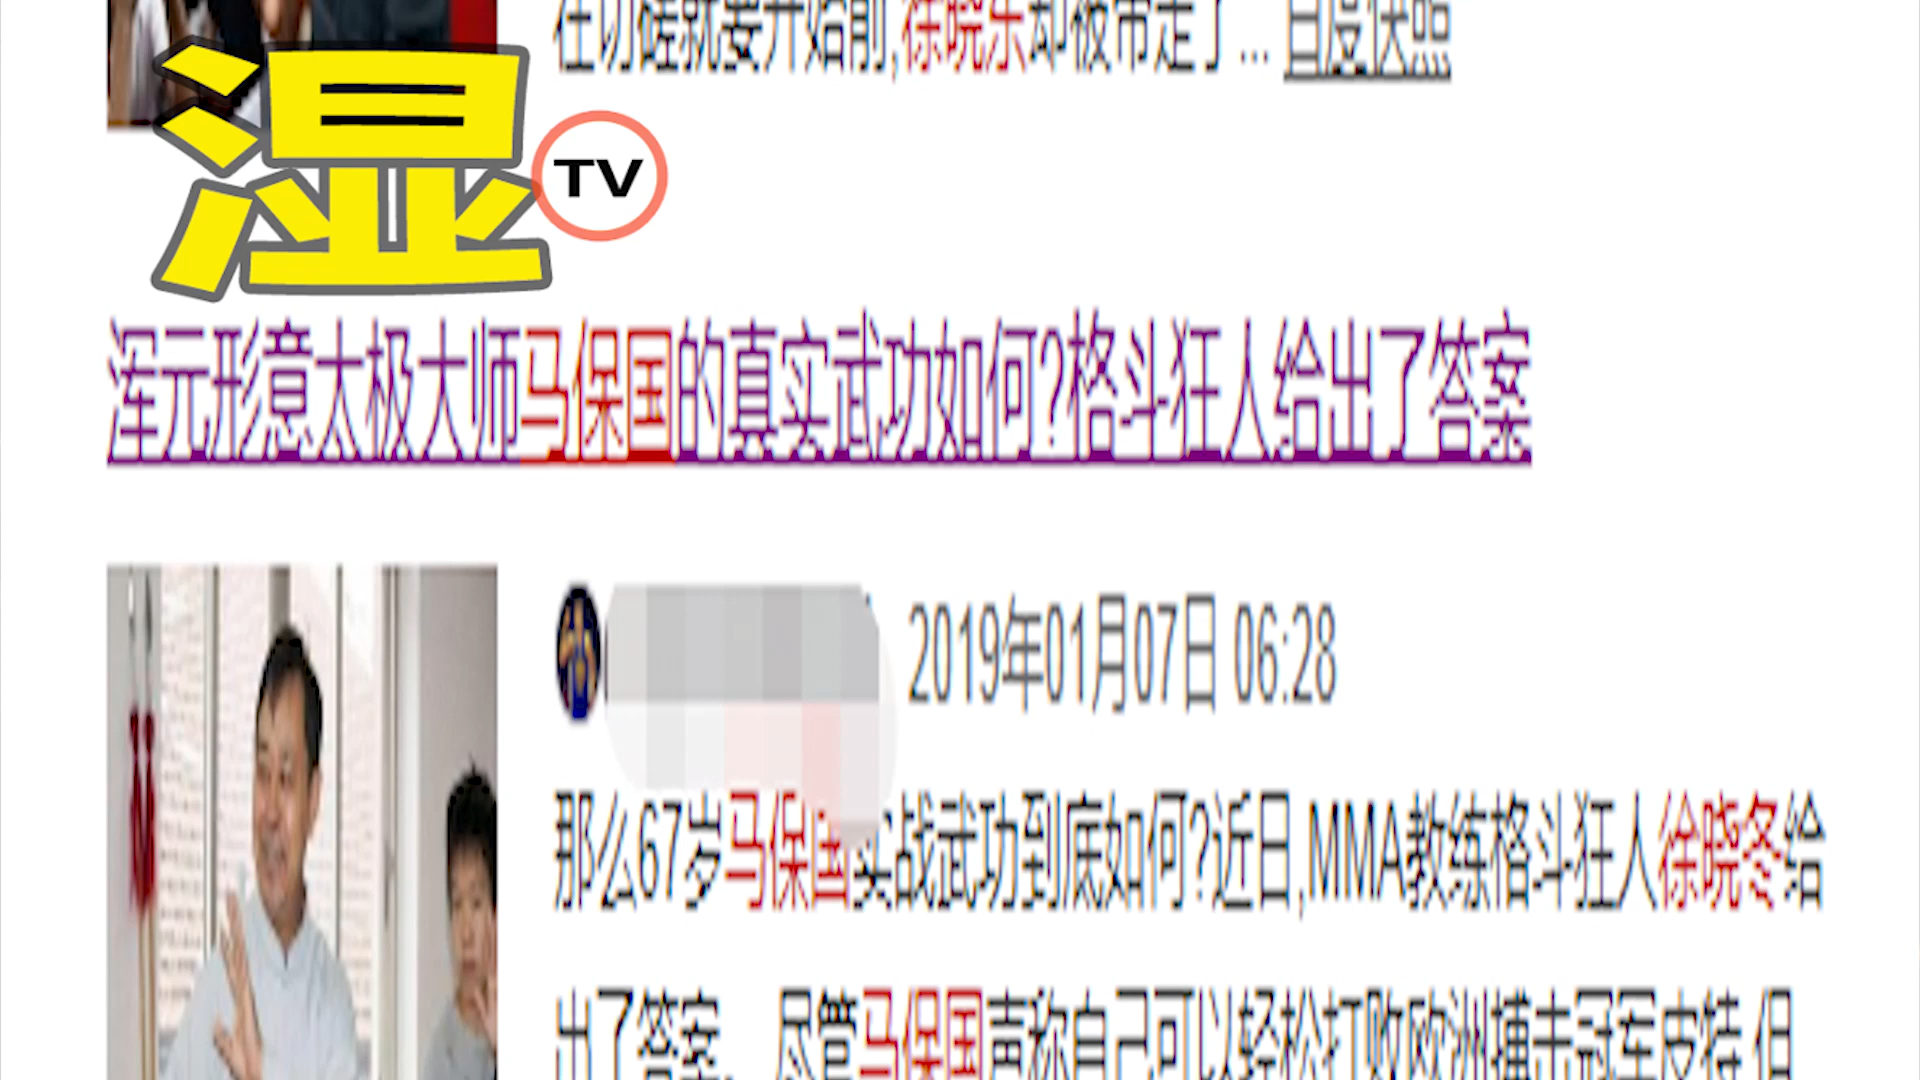 在切磋就要开始前,徐晓东却被带走了... 百度快照
湿
TV
浑元形意太极大师马保国的真实武功如何?格斗狂人给出了答案
2019年01月07日 06:28
那么67岁马保国实战武功到底如何?近日,MMA教练格斗狂人徐晓冬给
出了答案。尽管马保国声称自己可以轻松打败欧洲搏击冠军皮特,但